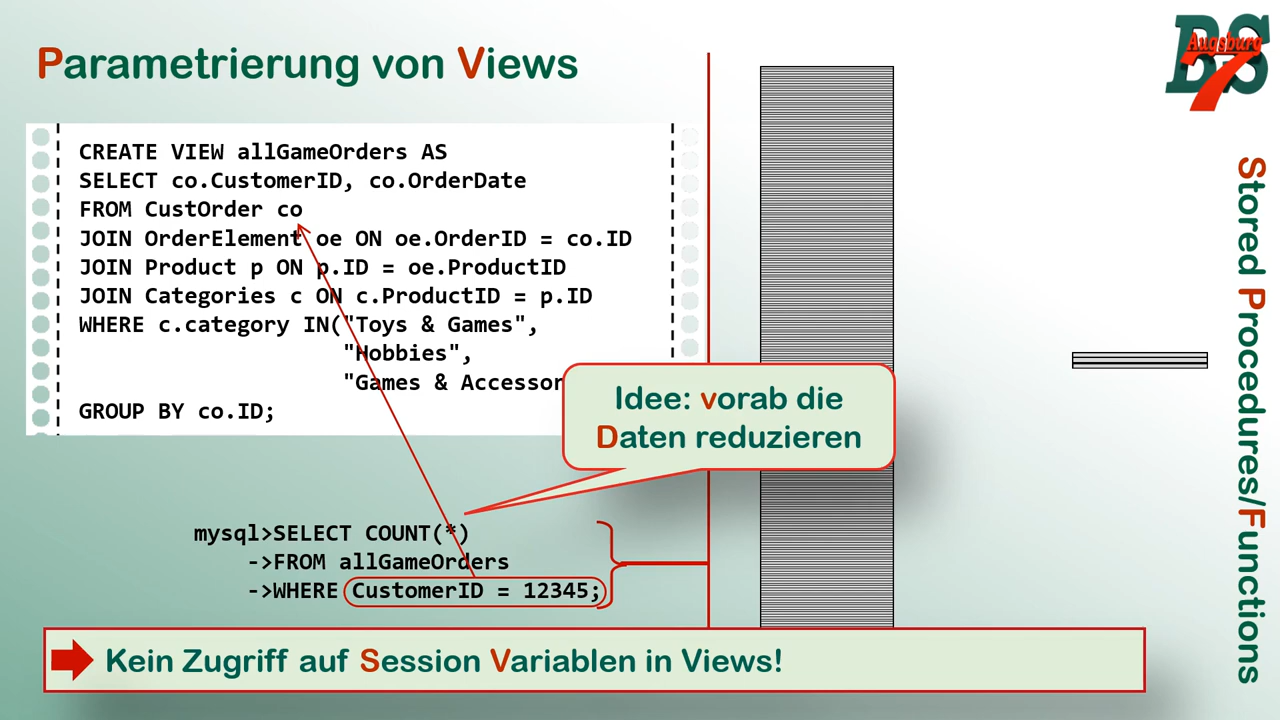 Parametrierung von Views
CREATE VIEW allGameOrders AS
SELECT co.CustomerID, co.OrderDate
FROM CustOrder co
JOIN OrderElement oe ON oe.OrderID = co.ID
JOIN Product p ON p.ID = oe.ProductID
JOIN Categories c ON c.ProductID = p.ID
WHERE c.category IN("Toys & Games",
"Hobbies",
"Games & Accessor
GROUP BY co.ID;
Idee: vorab die
Daten reduzieren
mysql>SELECT COUNT(*)
->FROM allGameOrders
->WHERE CustomerID = 12345;
Kein Zugriff auf Session Variablen in Views!
BS
Augsburg
7
Stored Procedures/Functions